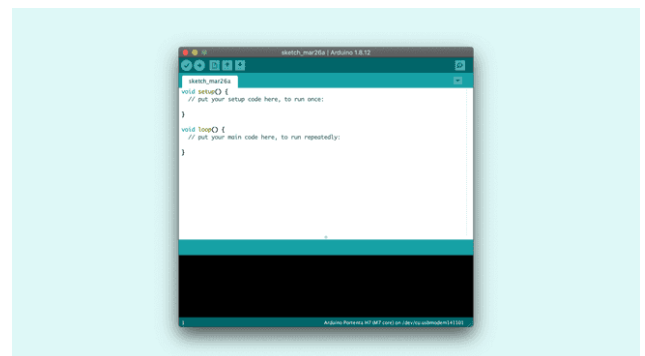 sketch_mar26a | Arduino 1.8.12
sketch_mar26a
void setup() {
// put your setup code here, to run once:
}
void loop() {
// put your main code here, to run repeatedly:
}
1
Arduino Portenta H7 (M7 core) on /dev/cu.usbmodem141101